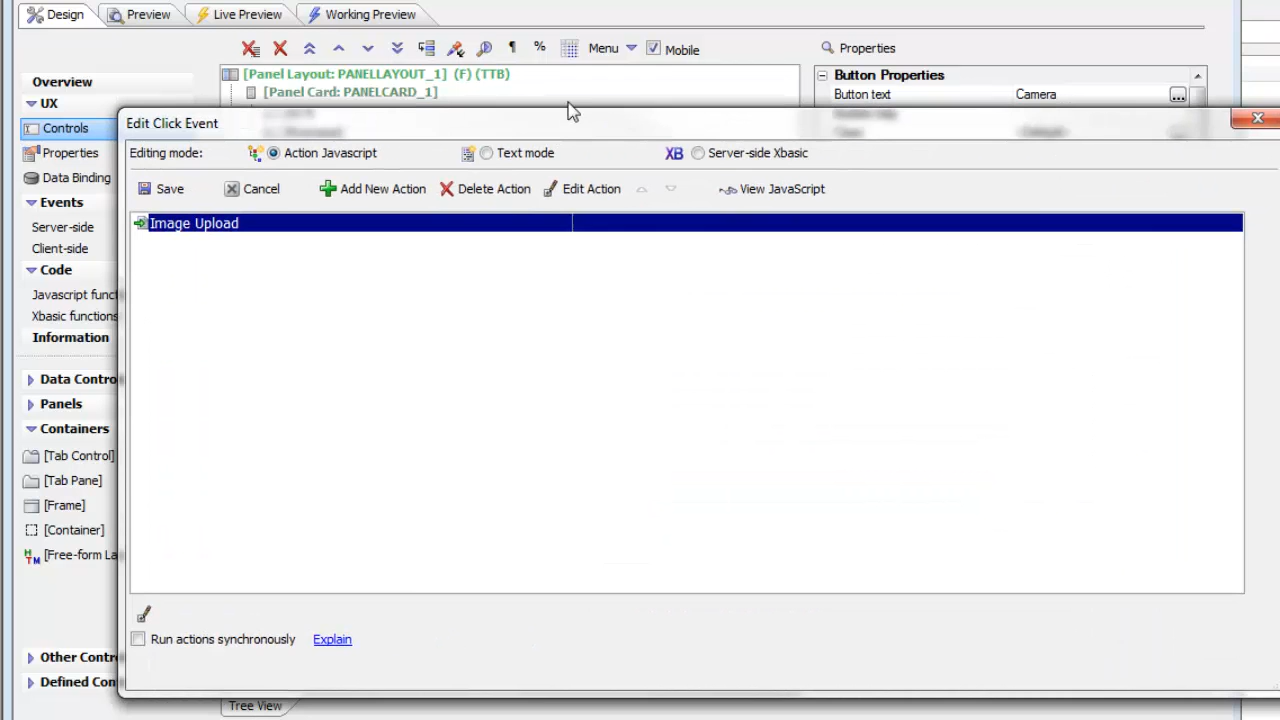 Design Preview Live Preview Working Preview
Menu Mobile
Properties
Overview
UX
Controls
Properties
Data Binding
Events
Server-side
Client-side
Code
Javascript funct
Xbasic functions
Information
Data Contro
Panels
Containers
[Tab Control]
[Tab Pane]
[Frame]
[Container]
[Free-form La
Other Contr
Defined Con
[Panel Layout: PANELLAYOUT_1] (F) (TTB)
[Panel Card: PANELCARD_1]
Button Properties
Button text Camera
Edit Click Event
Editing mode: Action Javascript Text mode XB Server-side Xbasic
Save Cancel Add New Action Delete Action Edit Action View JavaScript
Image Upload
Run actions synchronously Explain
Tree View